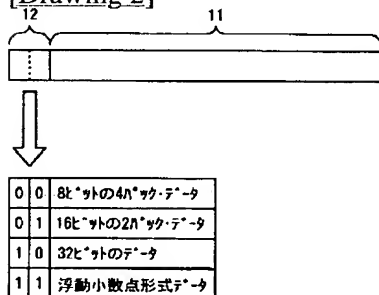 [Drawing 2]
12 11
0 0 8ﾋﾞｯﾄの4ﾊﾟｯｸ･ﾃﾞｰﾀ
0 1 16ﾋﾞｯﾄの2ﾊﾟｯｸ･ﾃﾞｰﾀ
1 0 32ﾋﾞｯﾄのﾃﾞｰﾀ
1 1 浮動小数点形式ﾃﾞｰﾀ